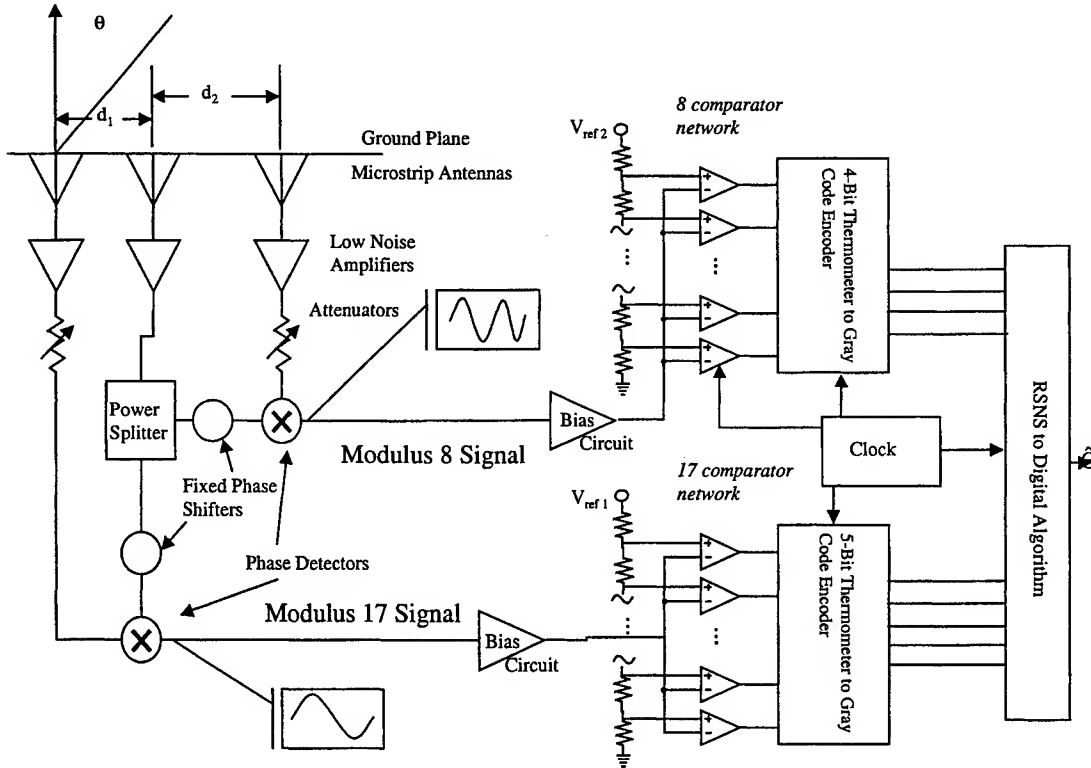 θ
d₁
d₂
Ground Plane
Microstrip Antennas
Low Noise
Amplifiers
Attenuators
Power
Splitter
Fixed Phase
Shifters
Phase Detectors
Modulus 8 Signal
Modulus 17 Signal
Bias
Circuit
Bias
Circuit
V_ref 2
8 comparator
network
+
−
+
−
...
...
+
−
+
−
4-Bit Thermometer to Gray
Code Encoder
Clock
V_ref 1
17 comparator
network
+
−
+
−
...
...
+
−
+
−
5-Bit Thermometer to Gray
Code Encoder
RSNS to Digital Algorithm